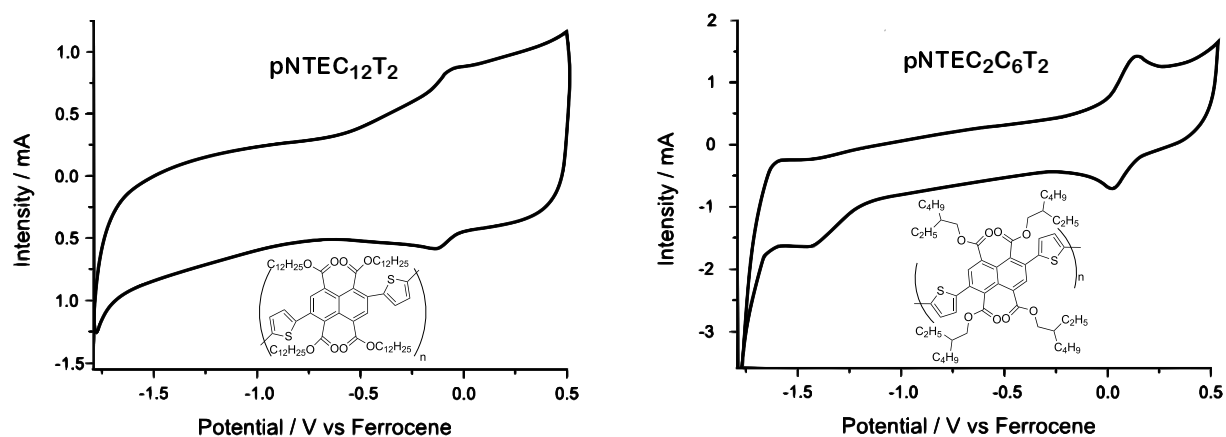 pNTEC12T2
Intensity / mA
1.0
0.5
0.0
0.5
1.0
-1.5
-1.5
-1.0
-0.5
0.0
0.5
Potential / V vs Ferrocene
C12H25O
O
O
OC12H25
S
S
C12H25O
O
O
OC12H25
n
pNTEC2C6T2
Intensity / mA
2
1
0
-1
-2
-3
-1.5
-1.0
-0.5
0.0
0.5
Potential / V vs Ferrocene
C4H9
C4H9
C2H5
C2H5
O
O
O
O
S
S
n
O
O
O
O
C2H5
C2H5
C4H9
C4H9